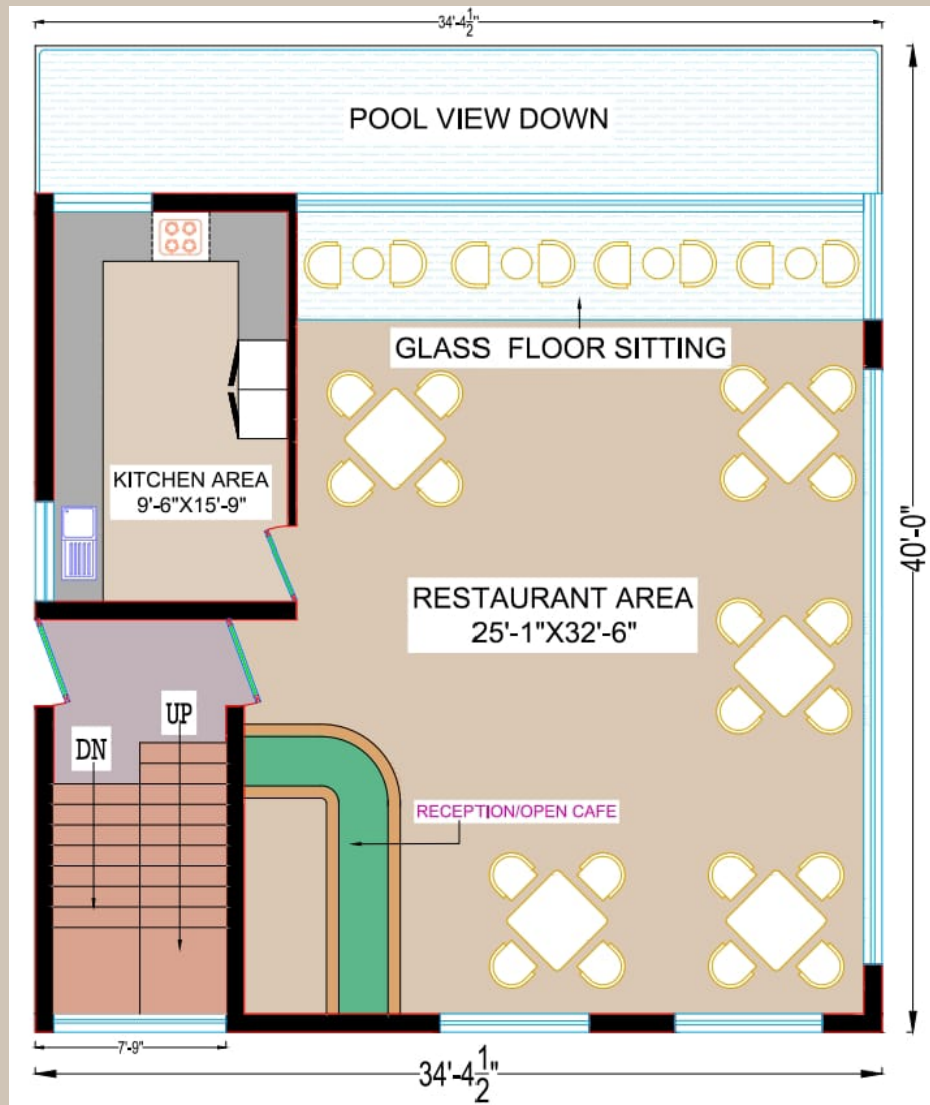 34'-4 1/2"
POOL VIEW DOWN
GLASS FLOOR SITTING
KITCHEN AREA
9'-6"X15'-9"
40'-0"
RESTAURANT AREA
25'-1"X32'-6"
UP
DN
RECEPTION/OPEN CAFE
7'-9"
34'-4 1/2"